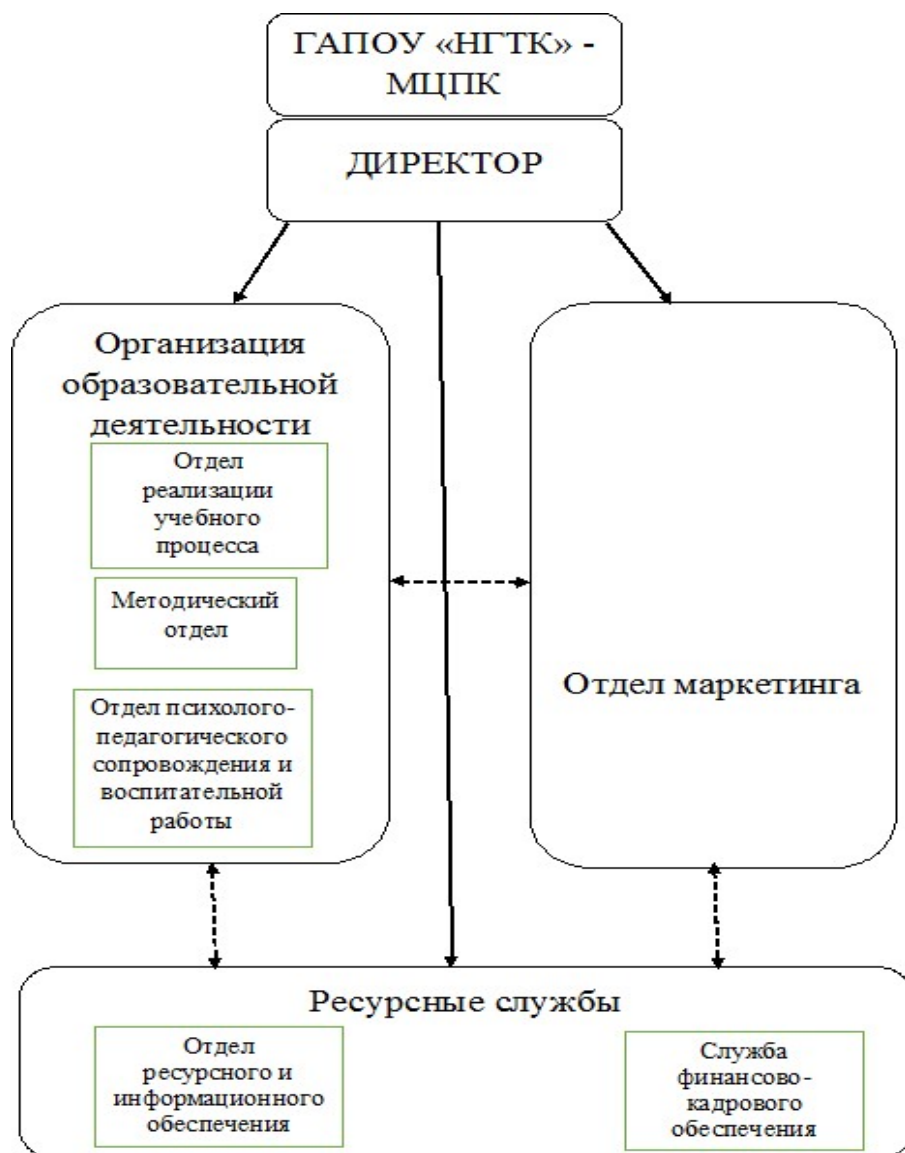 ГАПОУ «НГТК» -
МЦПК
ДИРЕКТОР
Организация
образовательной
деятельности
Отдел
реализации
учебного
процесса
Методический
отдел
Отдел психолого-
педагогического
сопровождения и
воспитательной
работы
Отдел маркетинга
Ресурсные службы
Отдел
ресурсного и
информационного
обеспечения
Служба
финансово-
кадрового
обеспечения